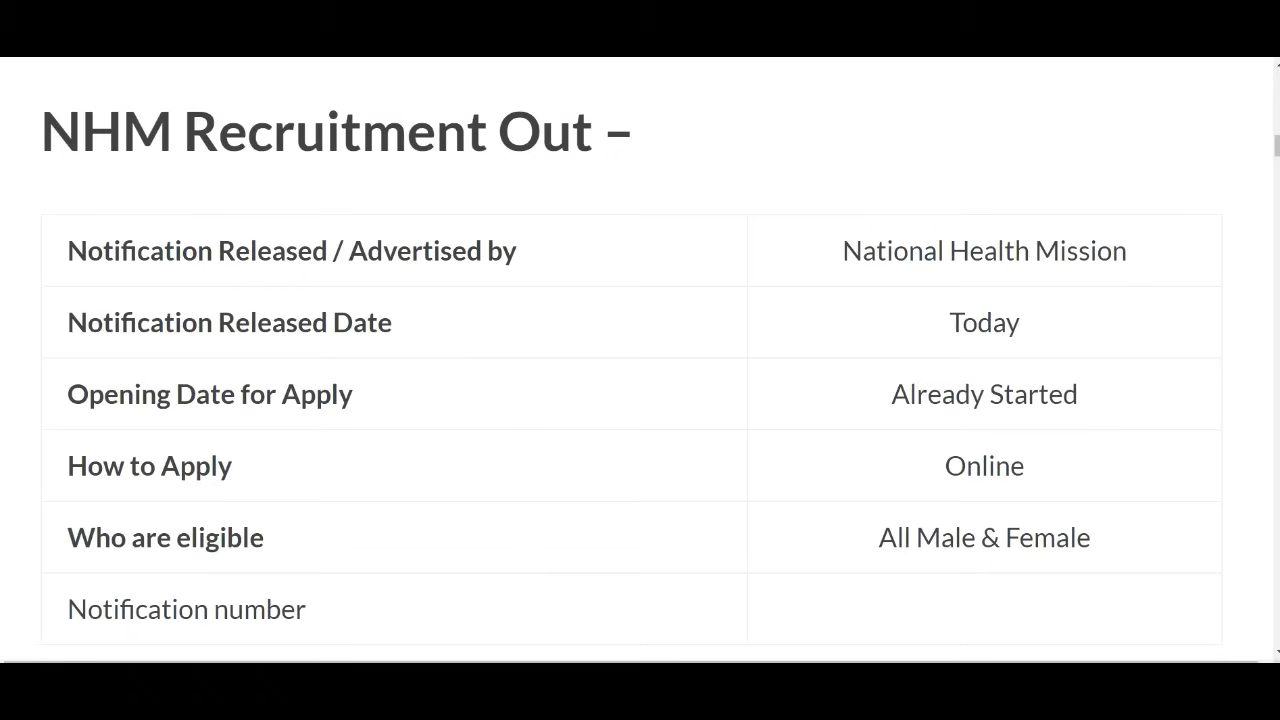 NHM Recruitment Out –
Notification Released / Advertised by National Health Mission
Notification Released Date Today
Opening Date for Apply Already Started
How to Apply Online
Who are eligible All Male & Female
Notification number